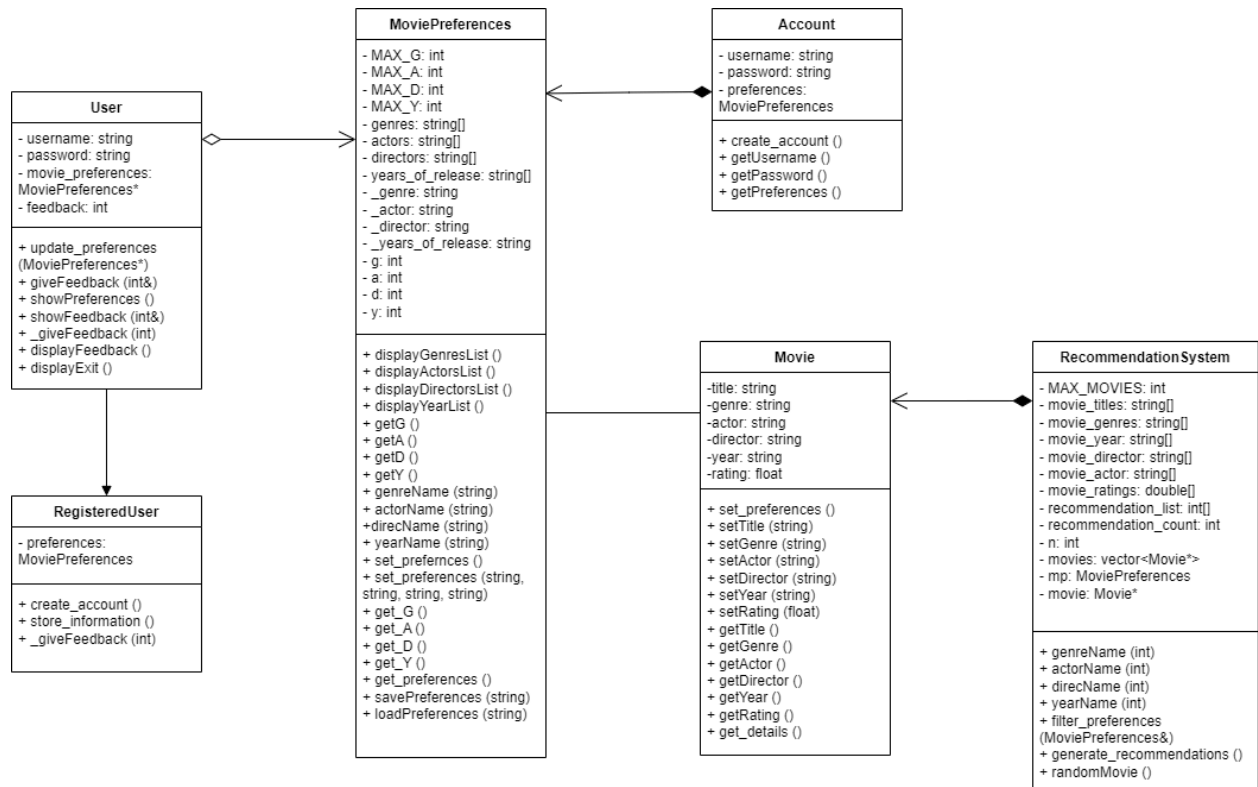 User
- username: string
- password: string
- movie_preferences:
MoviePreferences*
- feedback: int
+ update_preferences
(MoviePreferences*)
+ giveFeedback (int&)
+ showPreferences ()
+ showFeedback (int&)
+ _giveFeedback (int)
+ displayFeedback ()
+ displayExit ()
RegisteredUser
- preferences:
MoviePreferences
+ create_account ()
+ store_information ()
+ _giveFeedback (int)
MoviePreferences
- MAX_G: int
- MAX_A: int
- MAX_D: int
- MAX_Y: int
- genres: string[]
- actors: string[]
- directors: string[]
- years_of_release: string[]
- _genre: string
- _actor: string
- _director: string
- _years_of_release: string
- g: int
- a: int
- d: int
- y: int
+ displayGenresList ()
+ displayActorsList ()
+ displayDirectorsList ()
+ displayYearList ()
+ getG ()
+ getA ()
+ getD ()
+ getY ()
+ genreName (string)
+ actorName (string)
+direcName (string)
+ yearName (string)
+ set_prefernces ()
+ set_preferences (string,
string, string, string)
+ get_G ()
+ get_A ()
+ get_D ()
+ get_Y ()
+ get_preferences ()
+ savePreferences (string)
+ loadPreferences (string)
Account
- username: string
- password: string
- preferences:
MoviePreferences
+ create_account ()
+ getUsername ()
+ getPassword ()
+ getPreferences ()
Movie
-title: string
-genre: string
-actor: string
-director: string
-year: string
-rating: float
+ set_preferences ()
+ setTitle (string)
+ setGenre (string)
+ setActor (string)
+ setDirector (string)
+ setYear (string)
+ setRating (float)
+ getTitle ()
+ getGenre ()
+ getActor ()
+ getDirector ()
+ getYear ()
+ getRating ()
+ get_details ()
RecommendationSystem
- MAX_MOVIES: int
- movie_titles: string[]
- movie_genres: string[]
- movie_year: string[]
- movie_director: string[]
- movie_actor: string[]
- movie_ratings: double[]
- recommendation_list: int[]
- recommendation_count: int
- n: int
- movies: vector<Movie*>
- mp: MoviePreferences
- movie: Movie*
+ genreName (int)
+ actorName (int)
+ direcName (int)
+ yearName (int)
+ filter_preferences
(MoviePreferences&)
+ generate_recommendations ()
+ randomMovie ()